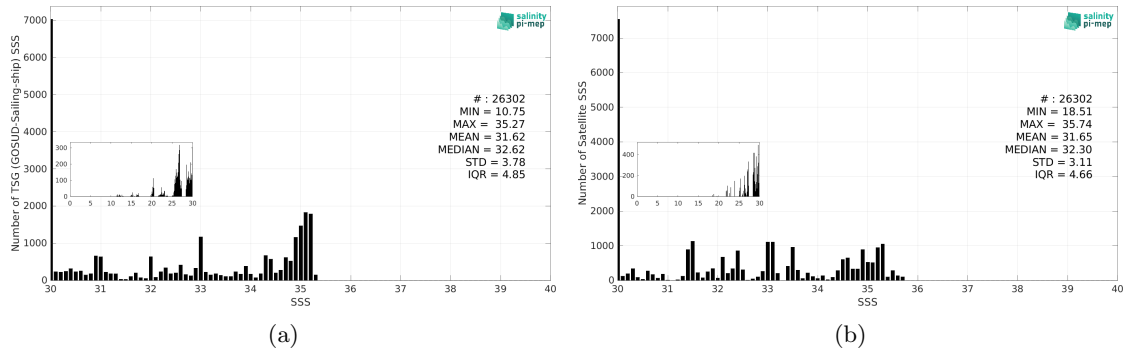 7000
6000
5000
4000
3000
2000
1000
0
Number of TSG (GOSUD-Sailing-ship) SSS
salinity
pi-mep
# : 26302
MIN = 10.75
MAX = 35.27
MEAN = 31.62
MEDIAN = 32.62
STD = 3.78
IQR = 4.85
300
200
100
0
0 5 10 15 20 25 30
30 31 32 33 34 35 36 37 38 39 40
SSS
(a)
7000
6000
5000
4000
3000
2000
1000
0
Number of Satellite SSS
salinity
pi-mep
# : 26302
MIN = 18.51
MAX = 35.74
MEAN = 31.65
MEDIAN = 32.30
STD = 3.11
IQR = 4.66
400
200
0
0 5 10 15 20 25 30
30 31 32 33 34 35 36 37 38 39 40
SSS
(b)